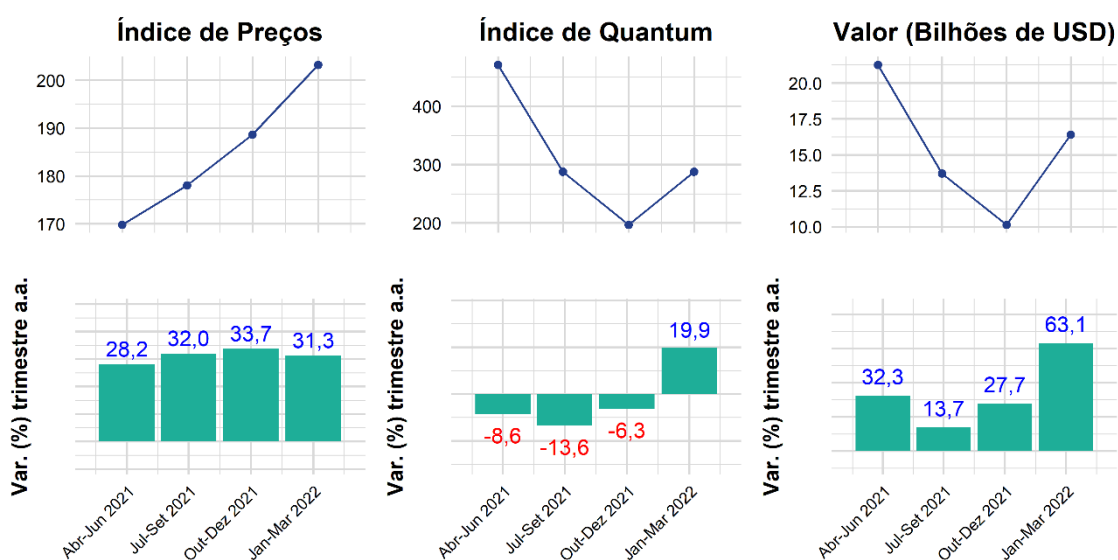 Índice de Preços
200
190
180
170
Índice de Quantum
400
300
200
Valor (Bilhões de USD)
20.0
17.5
15.0
12.5
10.0
Var. (%) trimestre a.a.
28,2
32,0
33,7
31,3
Abr-Jun 2021
Jul-Set 2021
Out-Dez 2021
Jan-Mar 2022
Var. (%) trimestre a.a.
-8,6
-13,6
-6,3
19,9
Abr-Jun 2021
Jul-Set 2021
Out-Dez 2021
Jan-Mar 2022
Var. (%) trimestre a.a.
32,3
13,7
27,7
63,1
Abr-Jun 2021
Jul-Set 2021
Out-Dez 2021
Jan-Mar 2022